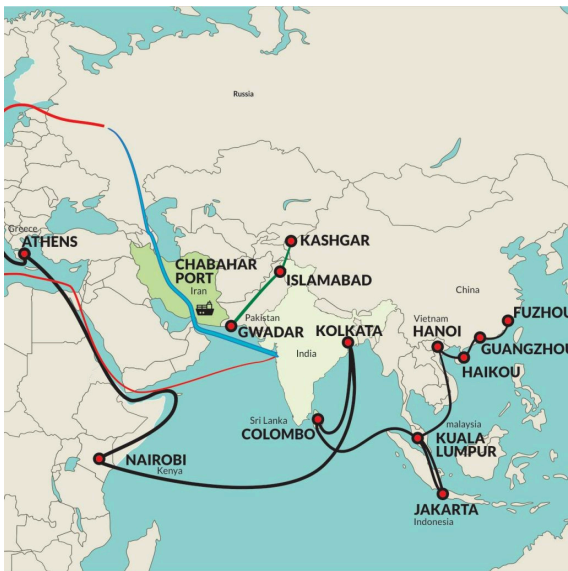 Russia
Greece
ATHENS
KASHGAR
CHABAHAR
PORT
Iran
ISLAMABAD
China
Pakistan
GWADAR
KOLKATA
India
Vietnam
HANOI
FUZHOU
GUANGZHOU
HAIKOU
Sri Lanka
COLOMBO
malaysia
KUALA
LUMPUR
NAIROBI
Kenya
JAKARTA
Indonesia